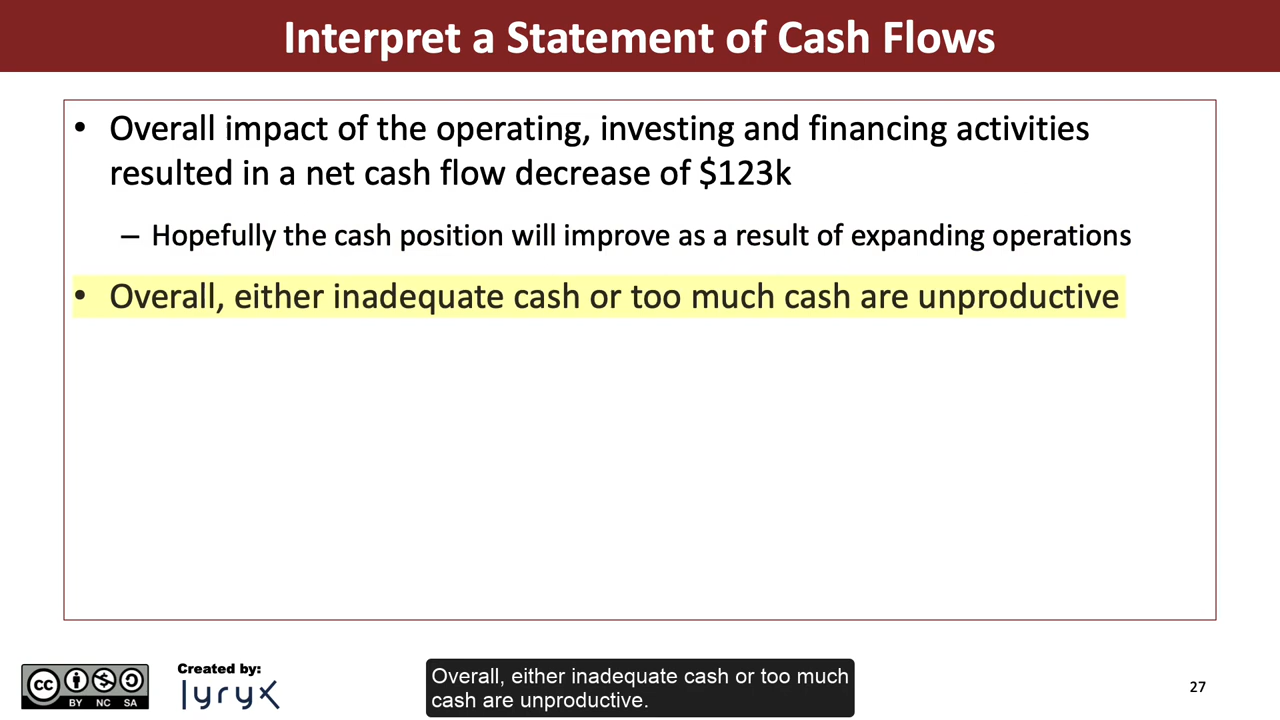 Interpret a Statement of Cash Flows
• Overall impact of the operating, investing and financing activities
resulted in a net cash flow decrease of $123k
– Hopefully the cash position will improve as a result of expanding operations
• Overall, either inadequate cash or too much cash are unproductive
cc BY NC SA
Created by:
lyryx
Overall, either inadequate cash or too much
cash are unproductive.
27